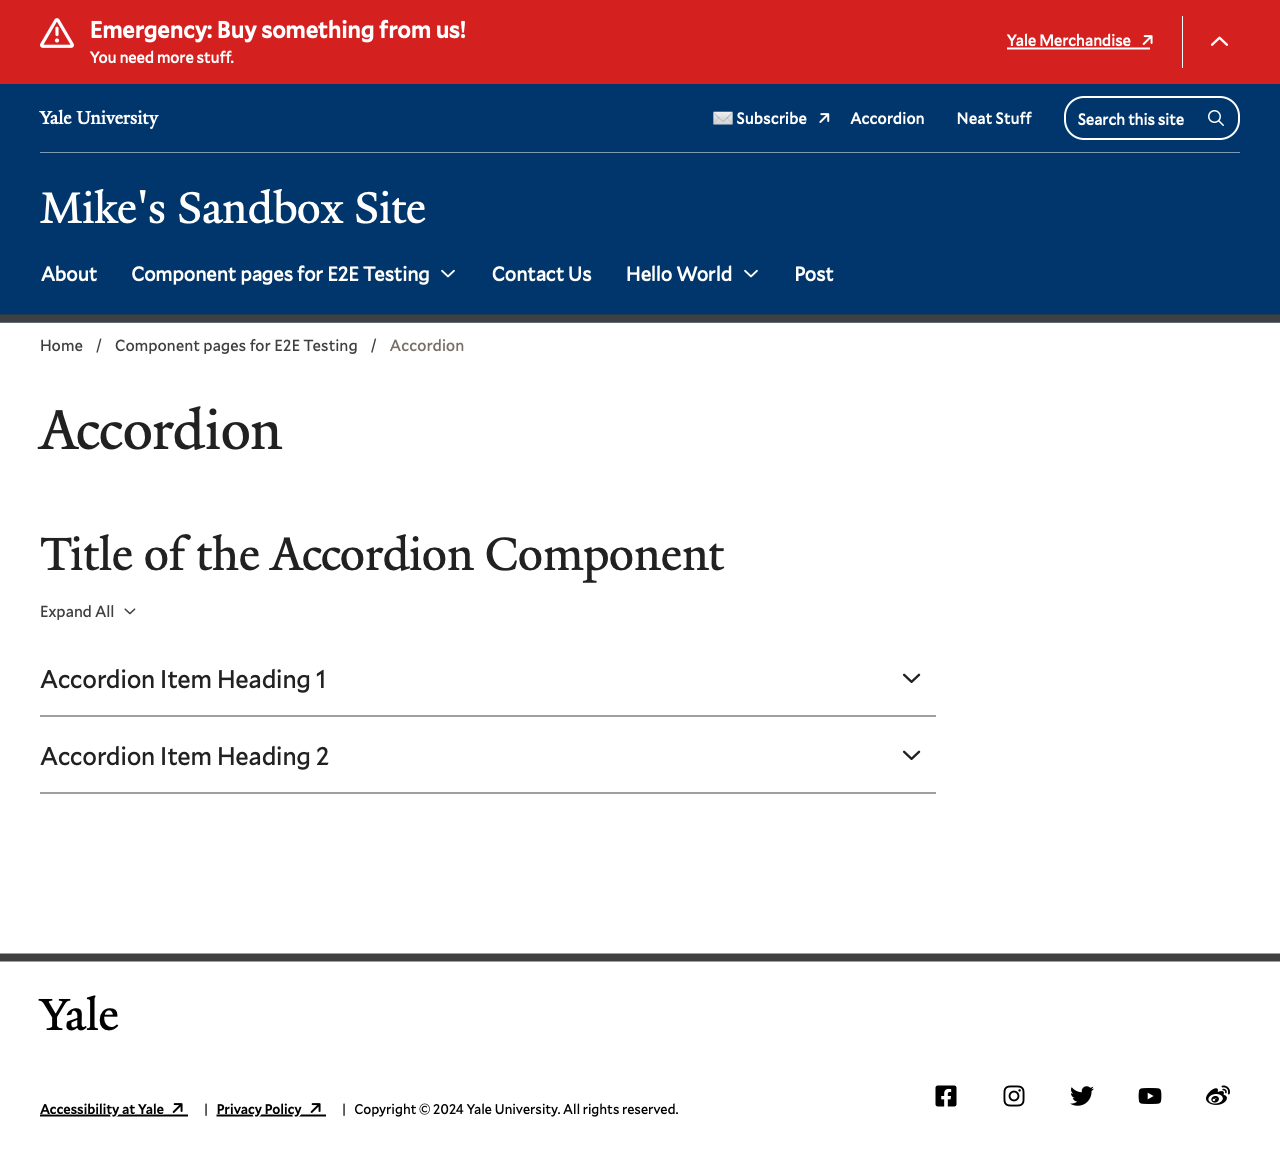 Emergency: Buy something from us!
You need more stuff.
Yale Merchandise
Yale University
Subscribe
Accordion
Neat Stuff
Search this site
Mike's Sandbox Site
About
Component pages for E2E Testing
Contact Us
Hello World
Post
Home / Component pages for E2E Testing / Accordion
Accordion
Title of the Accordion Component
Expand All
Accordion Item Heading 1
Accordion Item Heading 2
Yale
Accessibility at Yale | Privacy Policy | Copyright © 2024 Yale University. All rights reserved.